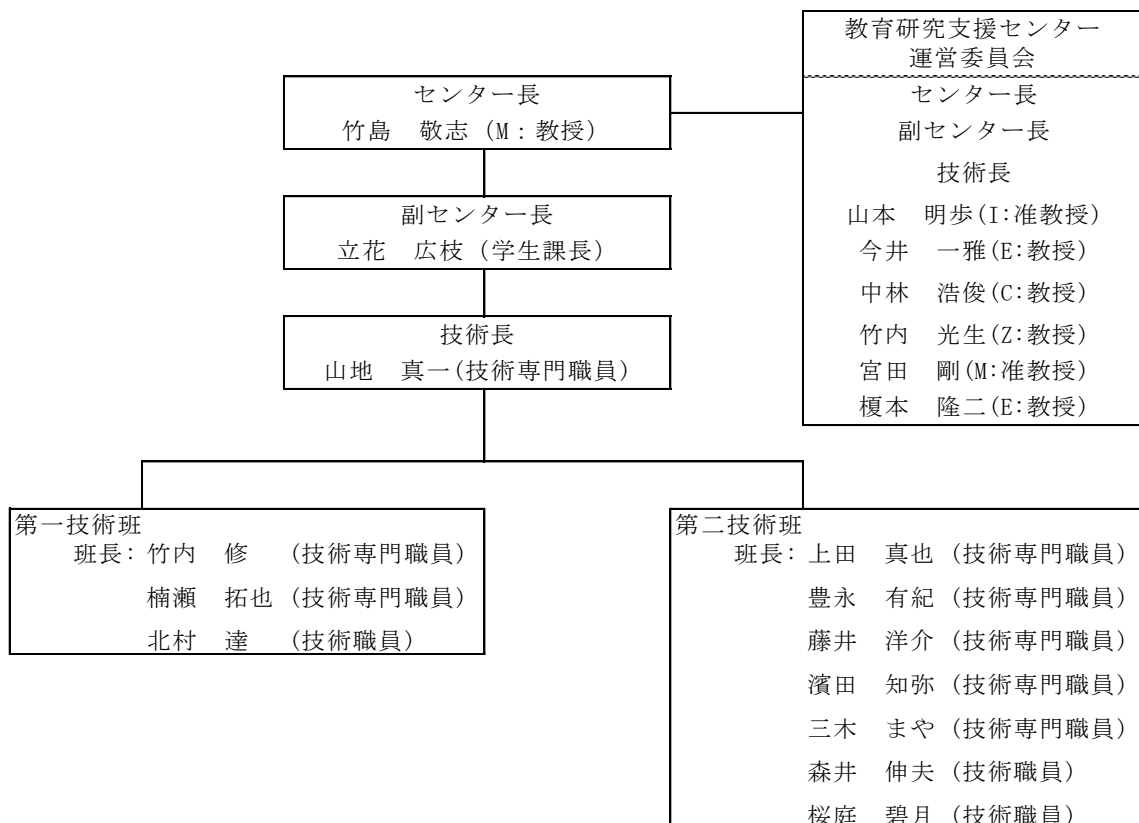 教育研究支援センター
運営委員会
センター長
副センター長
技術長
山本　明歩(I:准教授)
今井　一雅(E:教授)
中林　浩俊(C:教授)
竹内　光生(Z:教授)
宮田　剛(M:准教授)
榎本　隆二(E:教授)
センター長
竹島　敬志（M：教授）
副センター長
立花　広枝（学生課長）
技術長
山地　真一(技術専門職員)
第一技術班
班長：竹内　修　（技術専門職員）
楠瀬　拓也（技術専門職員）
北村　達　（技術職員）
第二技術班
班長：上田　真也（技術専門職員）
豊永　有紀（技術専門職員）
藤井　洋介（技術専門職員）
濱田　知弥（技術専門職員）
三木　まや（技術専門職員）
森井　伸夫（技術職員）
桜庭　碧月（技術職員）